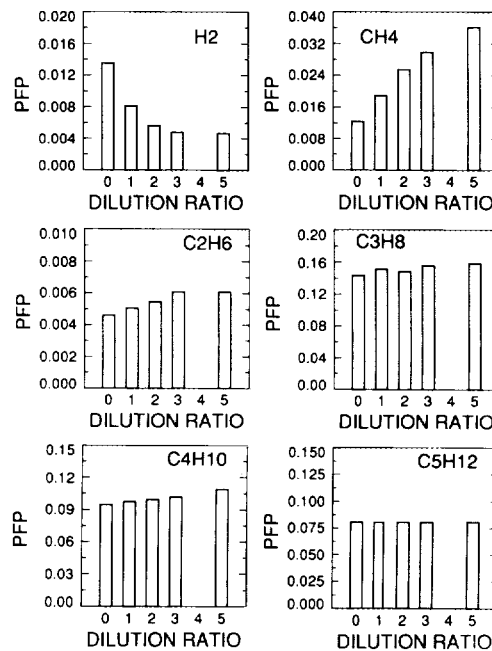 H2
0.020
0.016
0.012
0.008
0.004
0.000
PFP
0 1 2 3 4 5
DILUTION RATIO
CH4
0.040
0.032
0.024
0.016
0.008
0.000
PFP
0 1 2 3 4 5
DILUTION RATIO
C2H6
0.010
0.008
0.006
0.004
0.002
0.000
PFP
0 1 2 3 4 5
DILUTION RATIO
C3H8
0.20
0.16
0.12
0.08
0.04
0.00
PFP
0 1 2 3 4 5
DILUTION RATIO
C4H10
0.15
0.12
0.09
0.06
0.03
0.00
PFP
0 1 2 3 4 5
DILUTION RATIO
C5H12
0.150
0.125
0.100
0.075
0.050
0.025
0.000
PFP
0 1 2 3 4 5
DILUTION RATIO